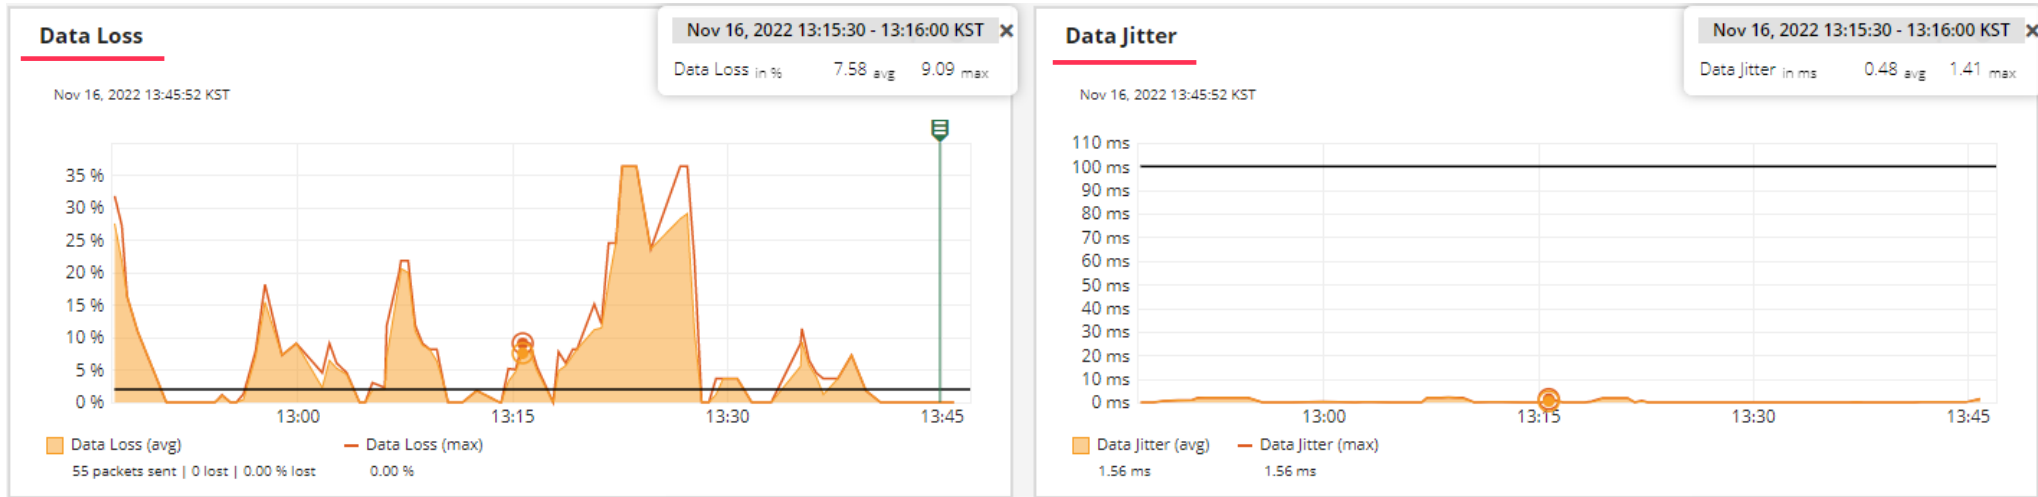 Data Loss
Nov 16, 2022 13:15:30 - 13:16:00 KST
Data Loss in % 7.58 avg 9.09 max
Nov 16, 2022 13:45:52 KST
35 %
30 %
25 %
20 %
15 %
10 %
5 %
0 %
13:00 13:15 13:30 13:45
Data Loss (avg) Data Loss (max)
55 packets sent | 0 lost | 0.00 % lost 0.00 %
Data Jitter
Nov 16, 2022 13:15:30 - 13:16:00 KST
Data Jitter in ms 0.48 avg 1.41 max
Nov 16, 2022 13:45:52 KST
110 ms
100 ms
90 ms
80 ms
70 ms
60 ms
50 ms
40 ms
30 ms
20 ms
10 ms
0 ms
13:00 13:15 13:30 13:45
Data Jitter (avg) Data Jitter (max)
1.56 ms 1.56 ms